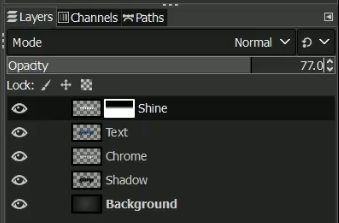 Layers Channels Paths
Mode Normal
Opacity 77.0
Lock:
Shine
Text
Chrome
Shadow
Background